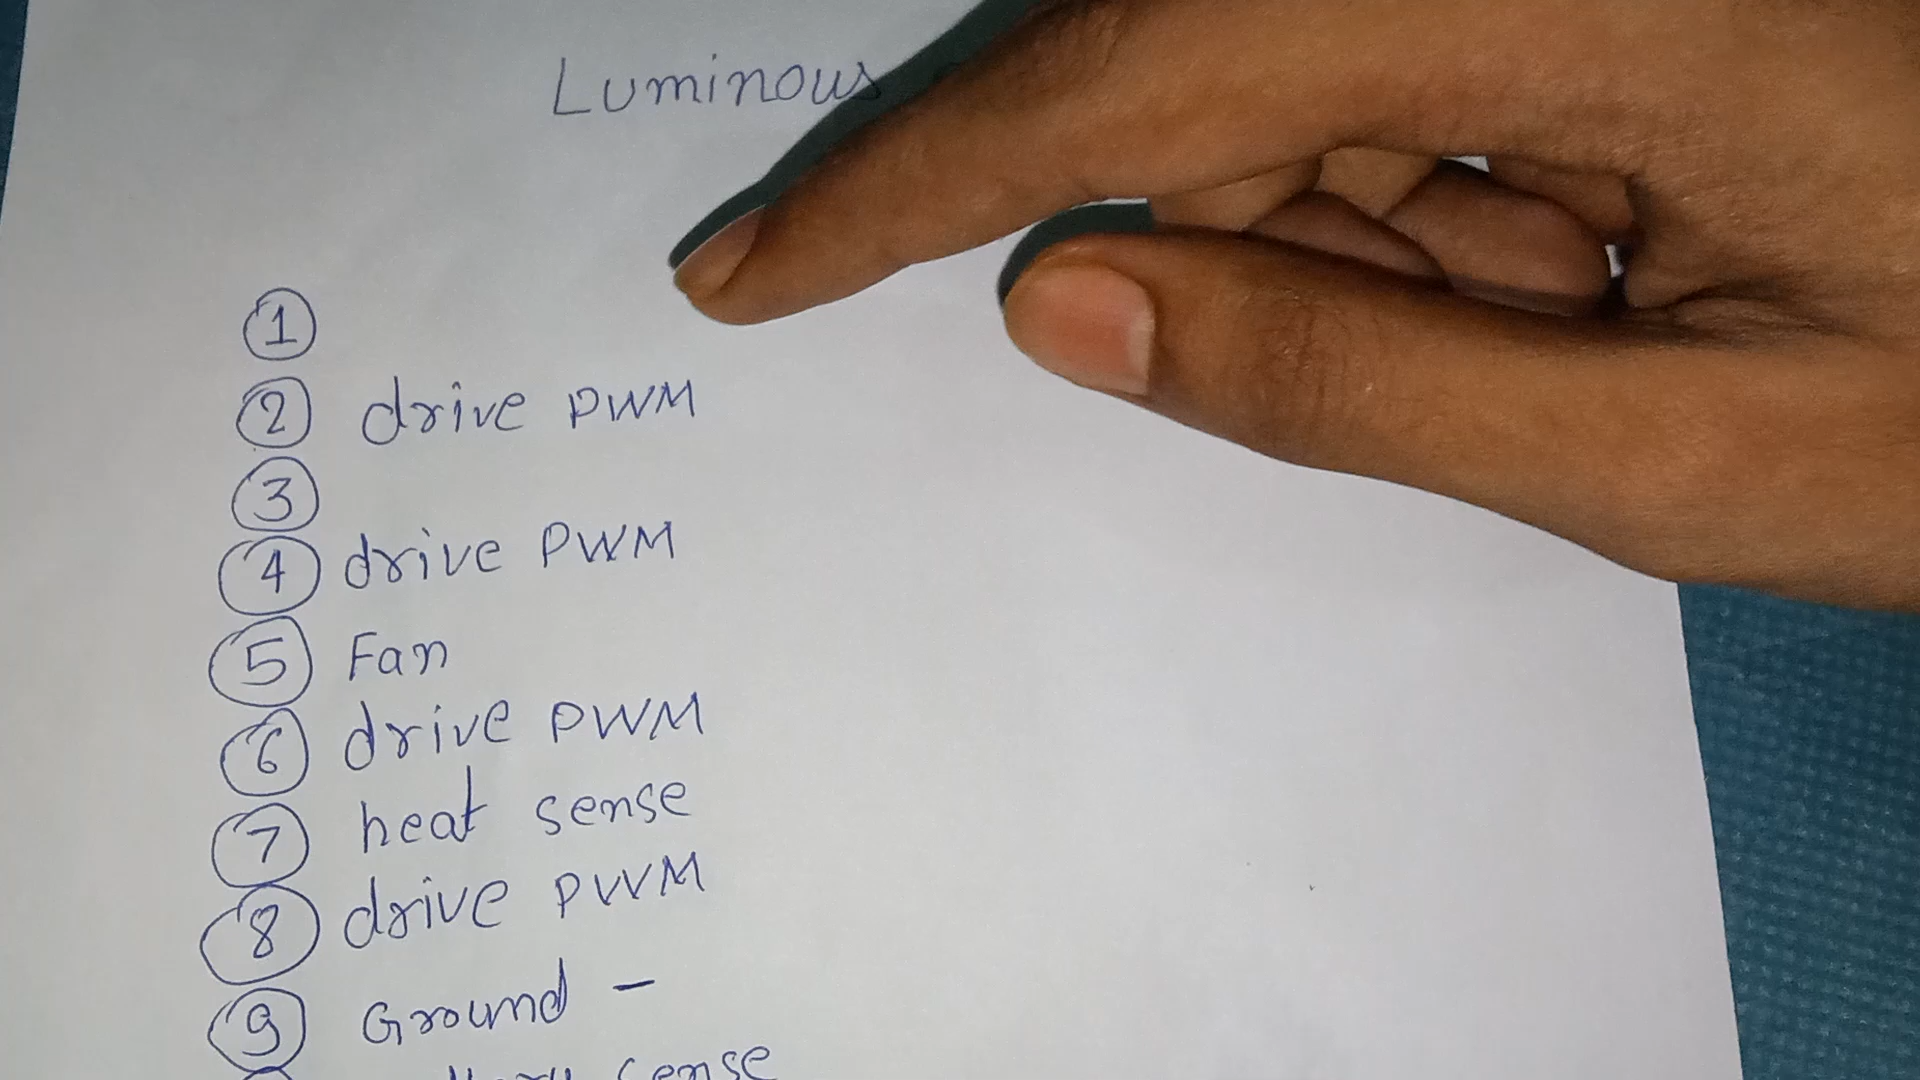 Luminous
1
2 drive PWM
3
4 drive PWM
5 Fan
6 drive PWM
7 heat sense
8 drive PWM
9 Ground -
sense